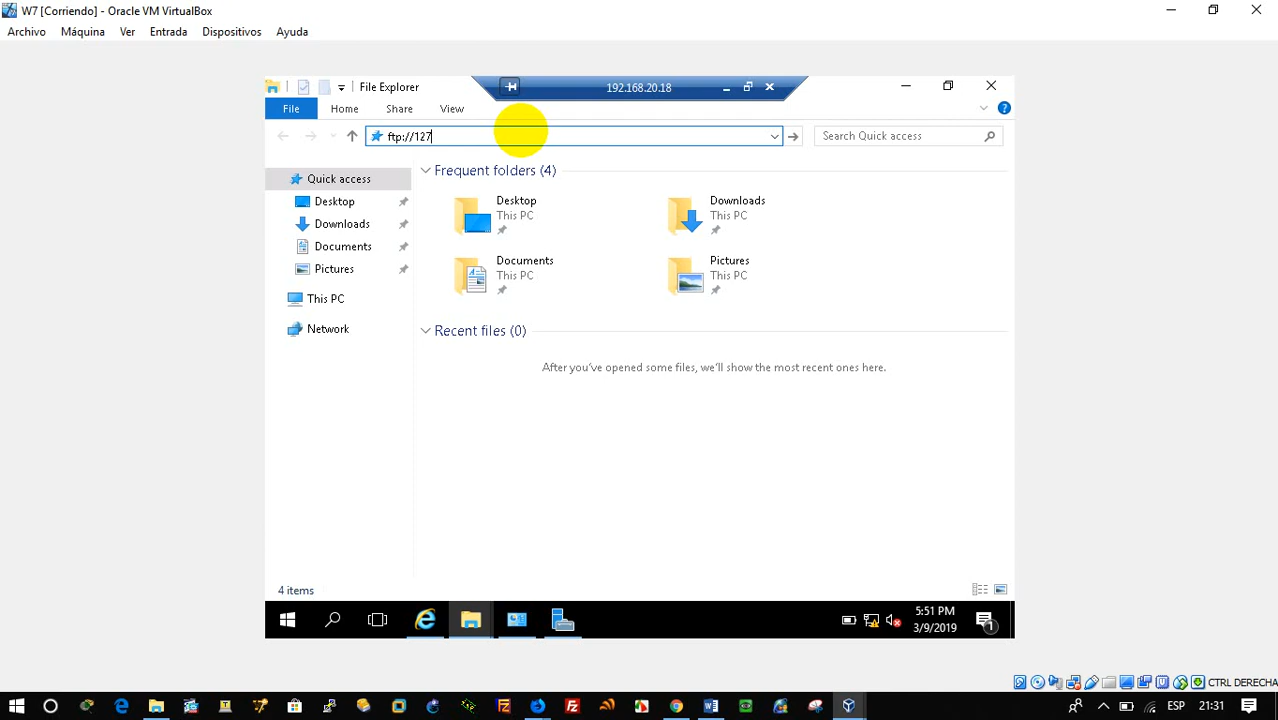 W7 [Corriendo] - Oracle VM VirtualBox
Archivo Máquina Ver Entrada Dispositivos Ayuda
File Explorer
192.168.20.18
File Home Share View
ftp://127
Search Quick access
Quick access
Desktop
Downloads
Documents
Pictures
This PC
Network
Frequent folders (4)
Desktop
This PC
Downloads
This PC
Documents
This PC
Pictures
This PC
Recent files (0)
After you've opened some files, we'll show the most recent ones here.
4 items
5:51 PM
3/9/2019
1
CTRL DERECHA
ESP
21:31